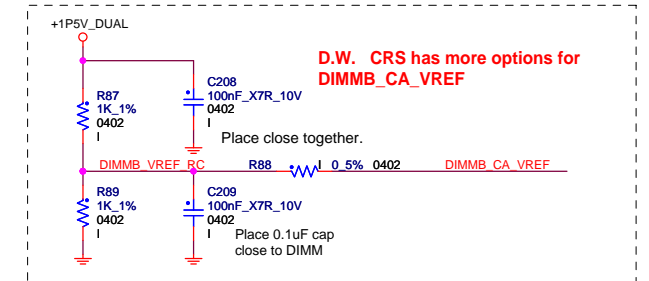 +1P5V_DUAL
D.W. CRS has more options for
DIMMB_CA_VREF
R87
1K_1%
0402
I
C208
100nF_X7R_10V
0402
I
Place close together.
DIMMB_VREF_RC
R88
I
0_5%
0402
DIMMB_CA_VREF
R89
1K_1%
0402
I
C209
100nF_X7R_10V
0402
I
Place 0.1uF cap
close to DIMM